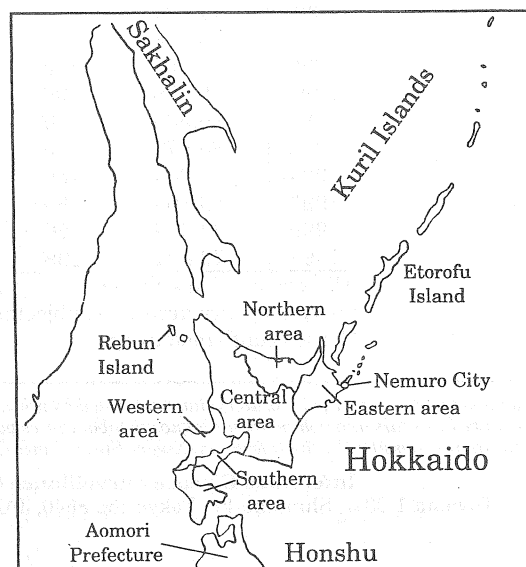 Sakhalin
Kuril Islands
Etorofu
Island
Northern
area
Rebun
Island
Nemuro City
Central
area
Eastern area
Western
area
Hokkaido
Southern
area
Aomori
Prefecture
Honshu